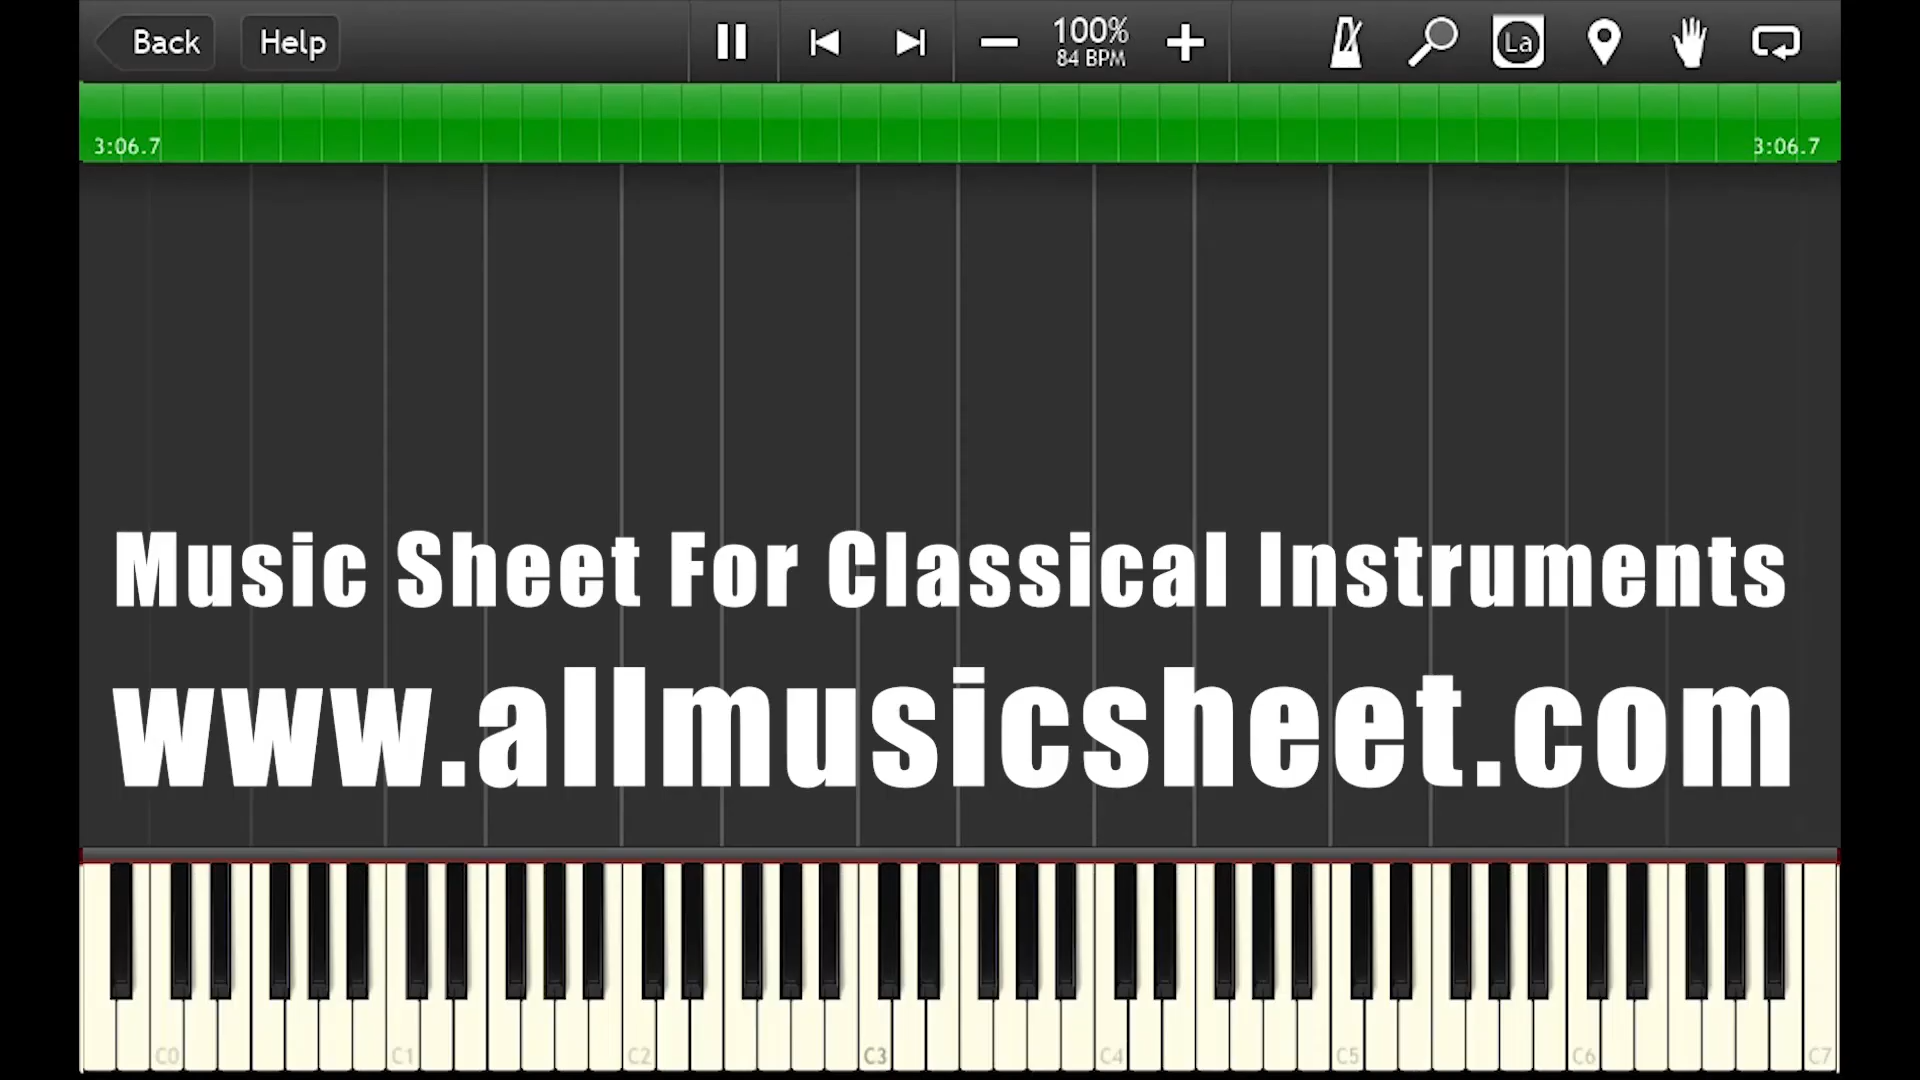 Back Help 100% La
84 BPM
3:06.7 3:06.7
Music Sheet For Classical Instruments
www.allmusicsheet.com
C0 C1 C2 C3 C4 C5 C6 C7